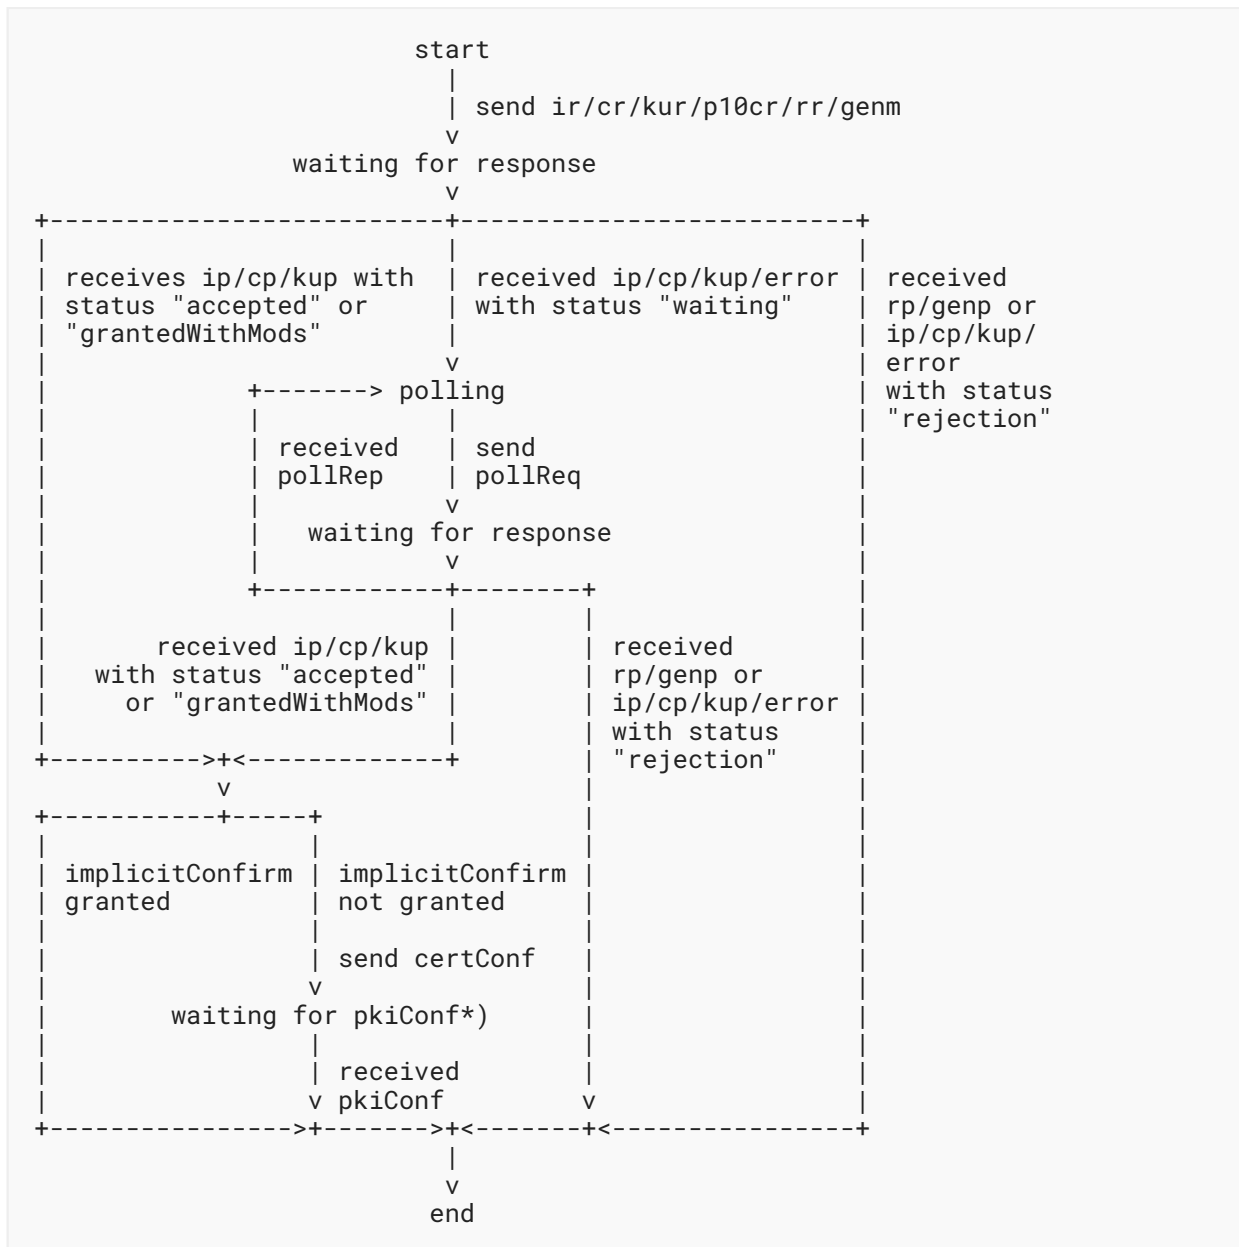 start
|
| send ir/cr/kur/p10cr/rr/genm
v
waiting for response
v
+--------------------------+--------------------------+
|                          |                          |
| receives ip/cp/kup with  | received ip/cp/kup/error | received
| status "accepted" or     | with status "waiting"    | rp/genp or
| "grantedWithMods"        |                          | ip/cp/kup/
|                          v                          | error
|             +-------> polling                       | with status
|             |            |                          | "rejection"
|             | received   | send                     |
|             | pollRep    | pollReq                  |
|             |            v                          |
|             |   waiting for response                |
|             |            v                          |
|             +------------+--------+                 |
|                          |        |                 |
|       received ip/cp/kup |        | received        |
|   with status "accepted" |        | rp/genp or      |
|     or "grantedWithMods" |        | ip/cp/kup/error |
|                          |        | with status     |
+---------->+<-------------+        | "rejection"     |
            v                       |                 |
+-----------+-----+                 |                 |
|                 |                 |                 |
| implicitConfirm | implicitConfirm |                 |
| granted         | not granted     |                 |
|                 |                 |                 |
|                 | send certConf   |                 |
|                 v                 |                 |
|        waiting for pkiConf*)      |                 |
|                 |                 |                 |
|                 | received        |                 |
|                 v pkiConf         v                 |
+---------------->+------->+<-------+<----------------+
                           |
                           v
                          end